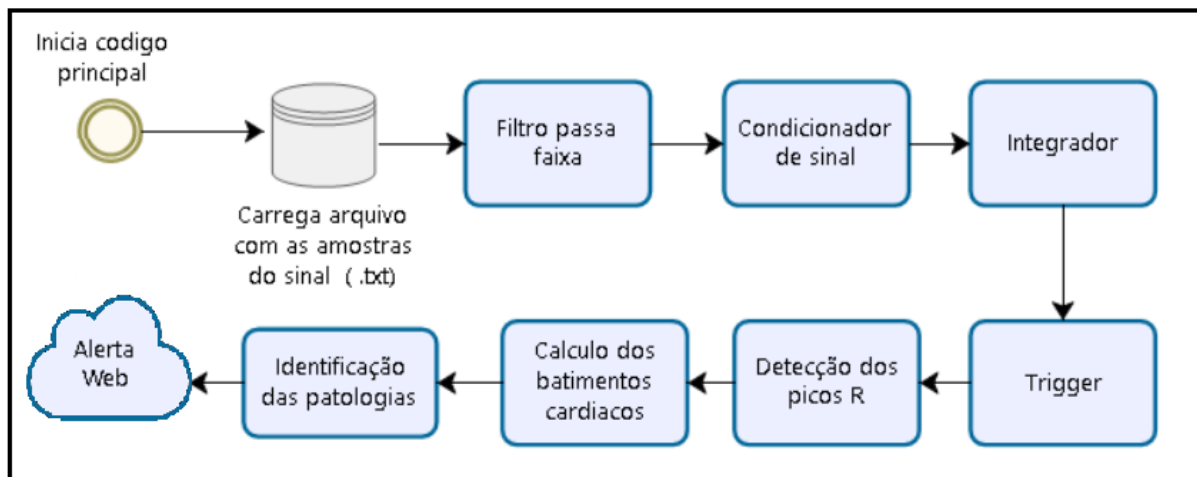 Inicia codigo
principal
Carrega arquivo
com as amostras
do sinal ( .txt)
Filtro passa
faixa
Condicionador
de sinal
Integrador
Trigger
Detecção dos
picos R
Calculo dos
batimentos
cardiacos
Identificação
das patologias
Alerta
Web